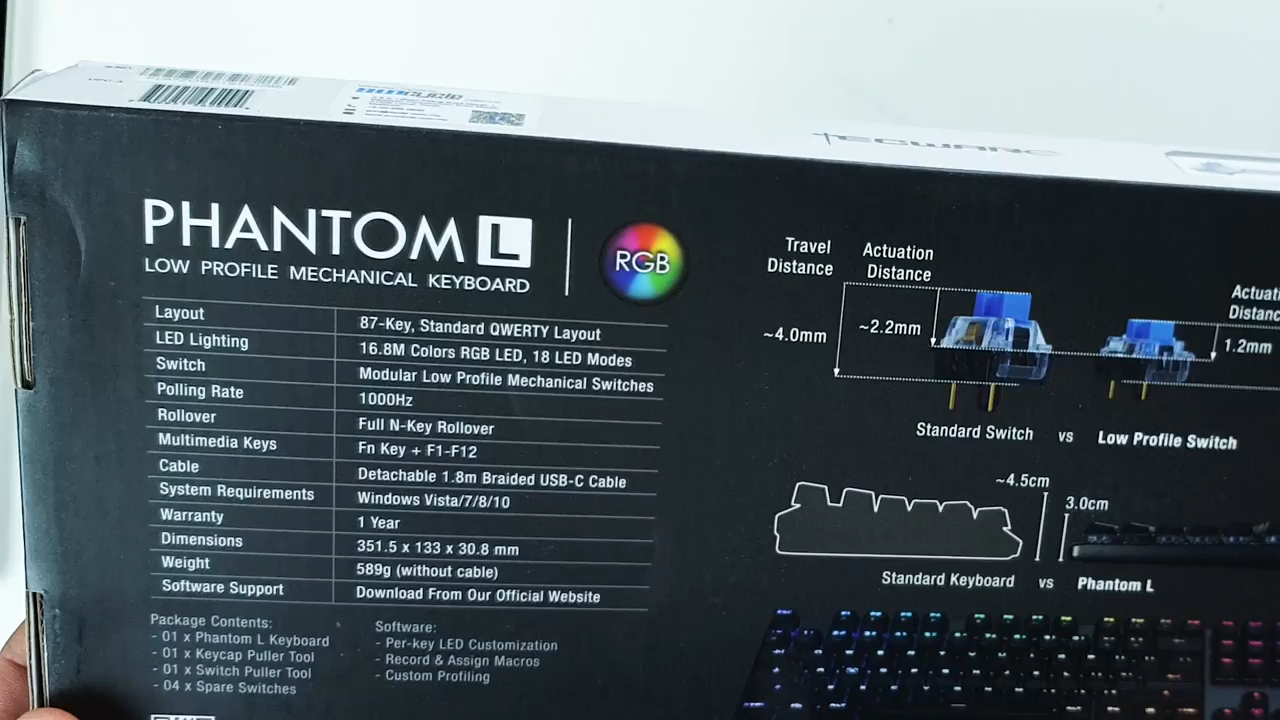 TECWARE
PHANTOM L
LOW PROFILE MECHANICAL KEYBOARD
RGB
Layout 87-Key, Standard QWERTY Layout
LED Lighting 16.8M Colors RGB LED, 18 LED Modes
Switch Modular Low Profile Mechanical Switches
Polling Rate 1000Hz
Rollover Full N-Key Rollover
Multimedia Keys Fn Key + F1-F12
Cable Detachable 1.8m Braided USB-C Cable
System Requirements Windows Vista/7/8/10
Warranty 1 Year
Dimensions 351.5 x 133 x 30.8 mm
Weight 589g (without cable)
Software Support Download From Our Official Website
Package Contents:
- 01 x Phantom L Keyboard
- 01 x Keycap Puller Tool
- 01 x Switch Puller Tool
- 04 x Spare Switches
Software:
- Per-key LED Customization
- Record & Assign Macros
- Custom Profiling
Travel
Distance
Actuation
Distance
~4.0mm
~2.2mm
1.2mm
Standard Switch vs Low Profile Switch
~4.5cm
3.0cm
Standard Keyboard vs Phantom L